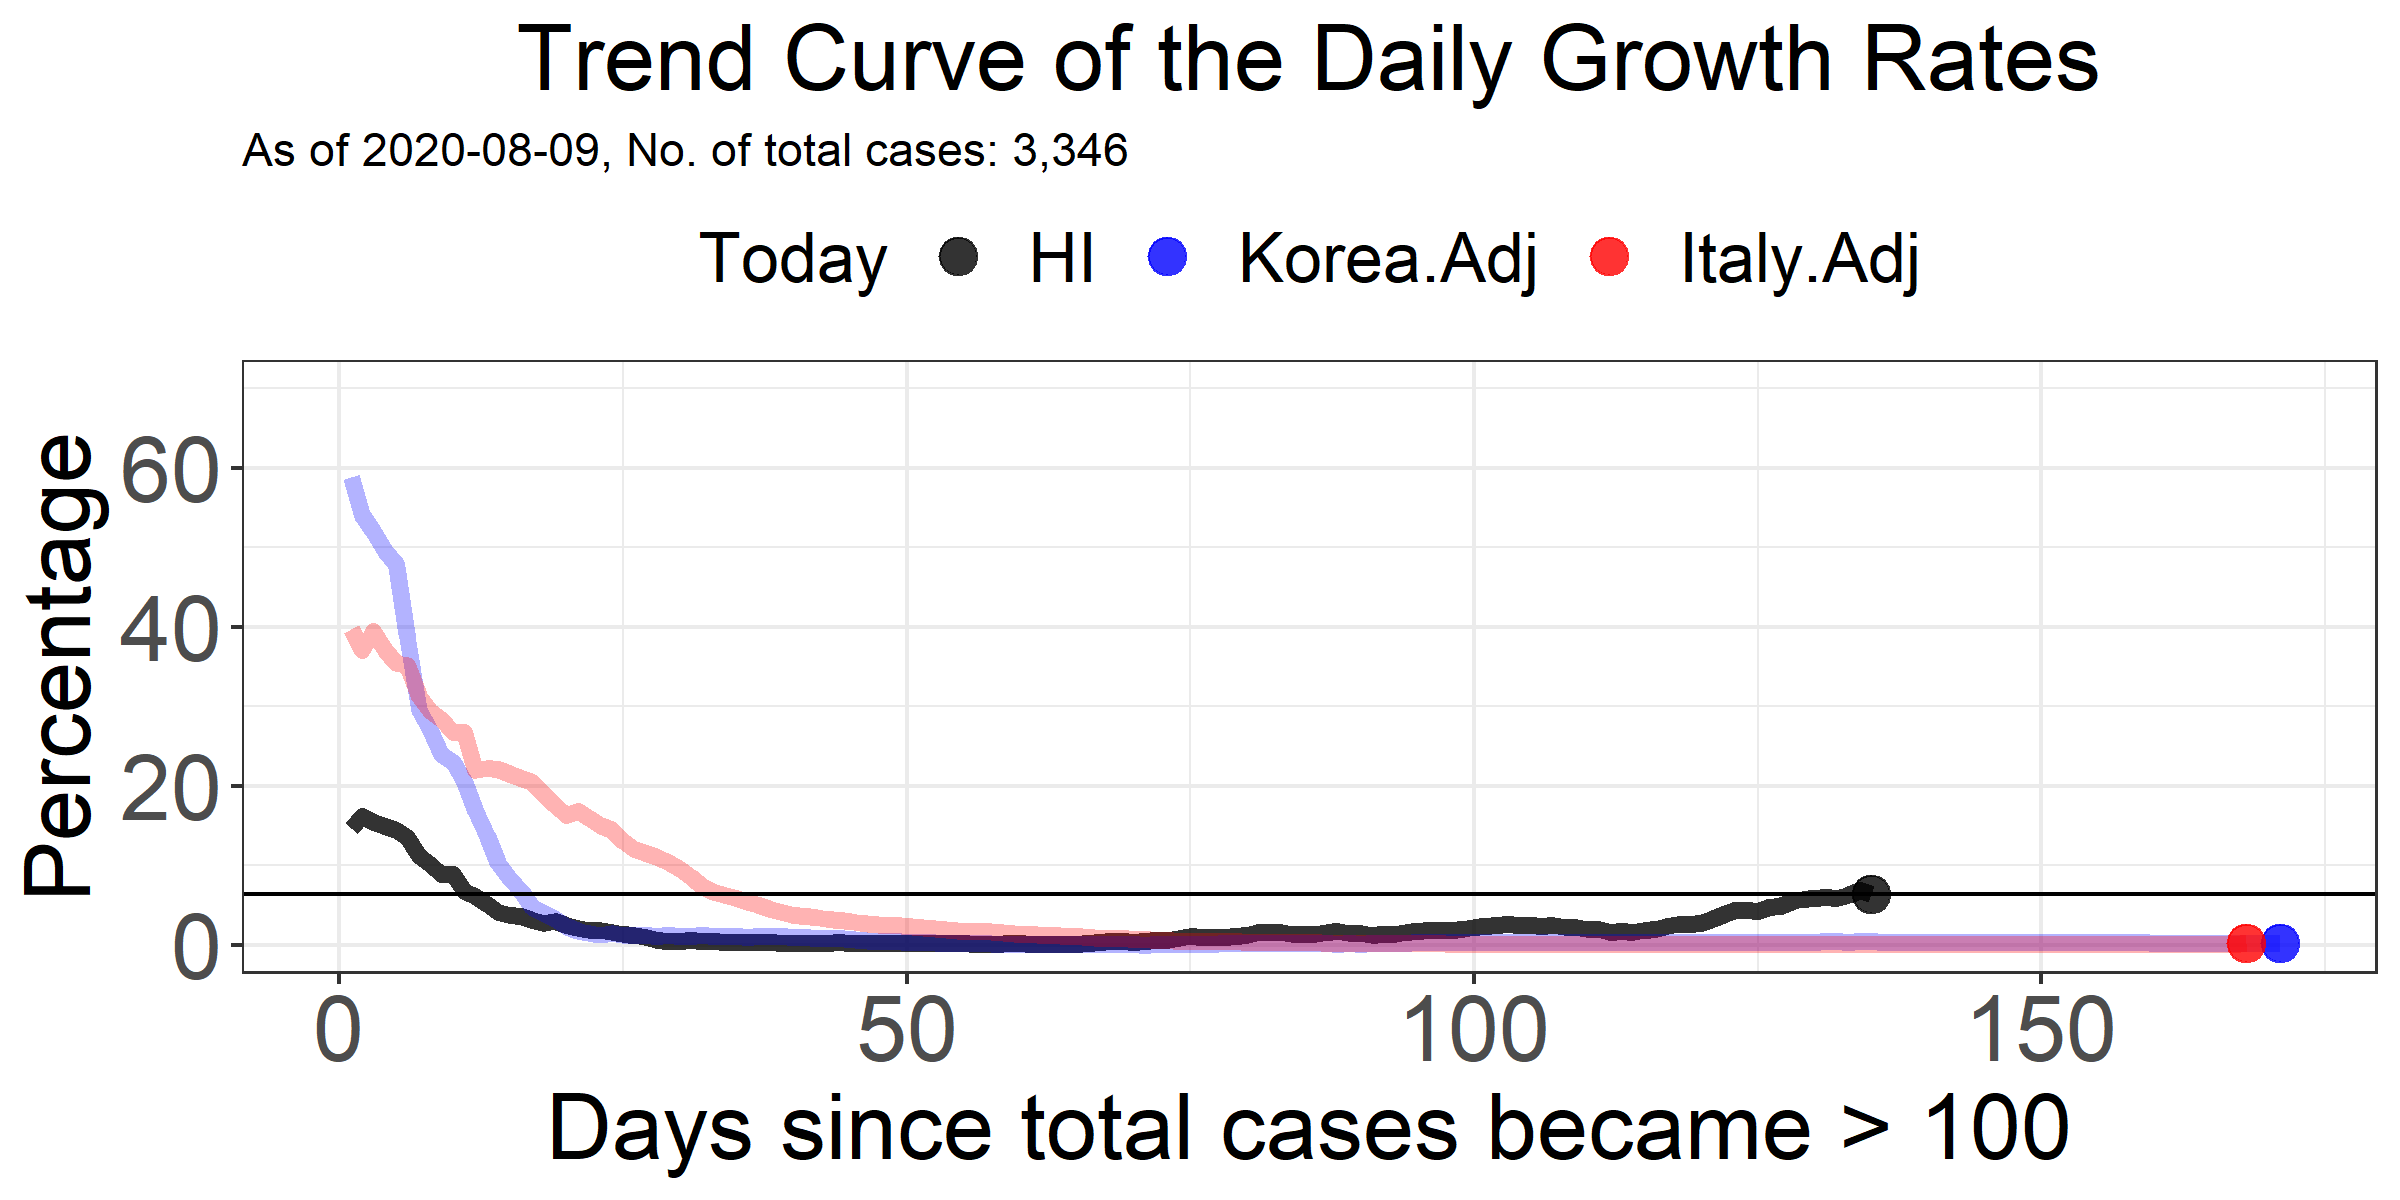 Trend Curve of the Daily Growth Rates
As of 2020-08-09, No. of total cases: 3,346
Today HI Korea.Adj Italy.Adj
Percentage
60
40
20
0
0 50 100 150
Days since total cases became > 100